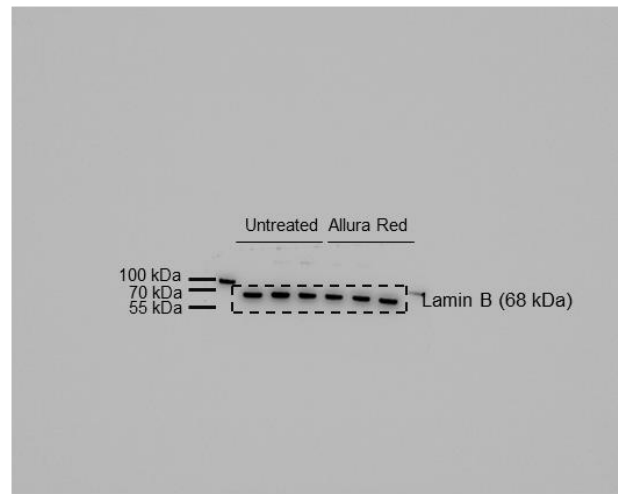 Untreated Allura Red
100 kDa
70 kDa
55 kDa
Lamin B (68 kDa)